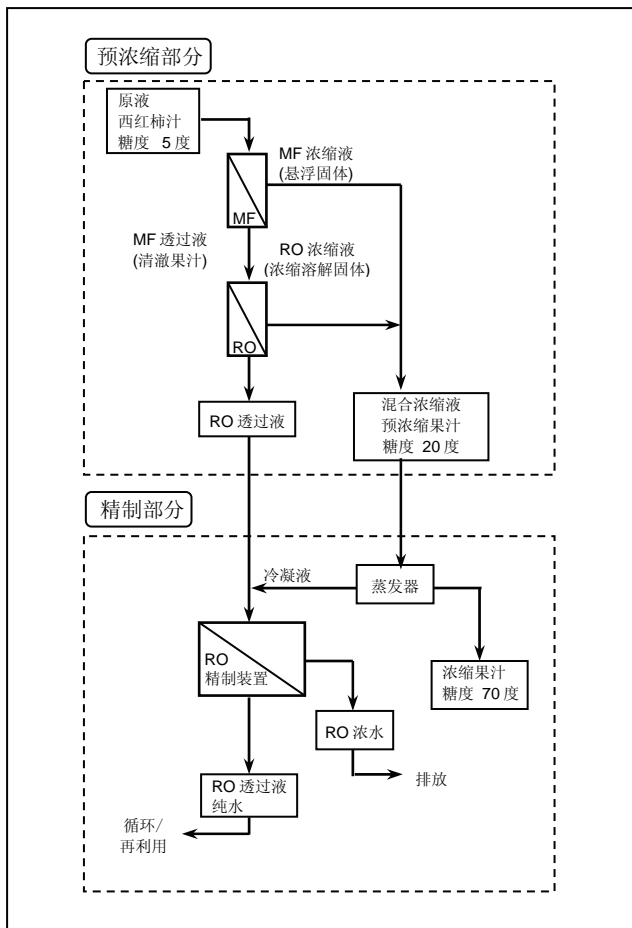 预浓缩部分
原液
西红柿汁
糖度 5 度
MF 浓缩液
(悬浮固体)
MF
MF 透过液
(清澈果汁)
RO 浓缩液
(浓缩溶解固体)
RO
RO 透过液
混合浓缩液
预浓缩果汁
糖度 20 度
精制部分
冷凝液
蒸发器
RO
精制装置
浓缩果汁
糖度 70 度
RO 浓水
排放
RO 透过液
纯水
循环/
再利用